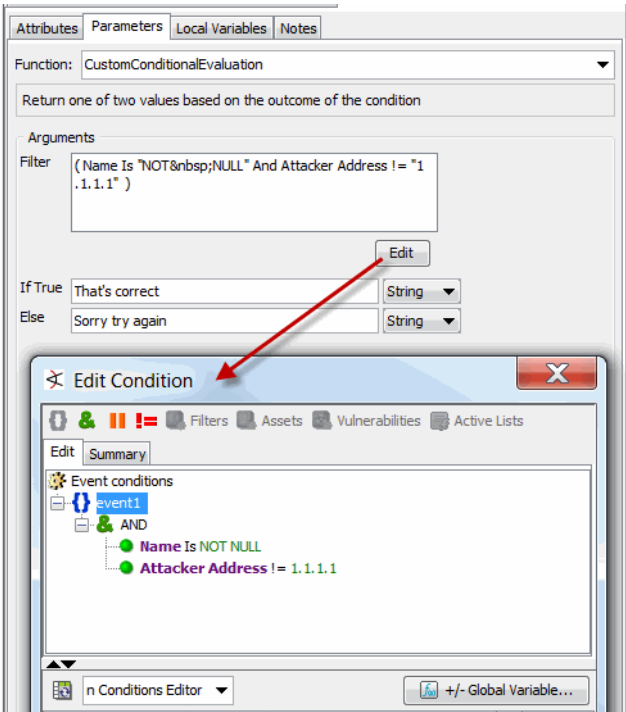 Attributes Parameters Local Variables Notes
Function: CustomConditionalEvaluation
Return one of two values based on the outcome of the condition
Arguments
Filter
( Name Is "NOT&nbsp;NULL" And Attacker Address != "1
.1.1.1" )
Edit
If True That's correct String
Else Sorry try again String
Edit Condition
{} & != Filters Assets Vulnerabilities Active Lists
Edit Summary
Event conditions
{} event1
& AND
Name Is NOT NULL
Attacker Address != 1.1.1.1
n Conditions Editor +/- Global Variable...